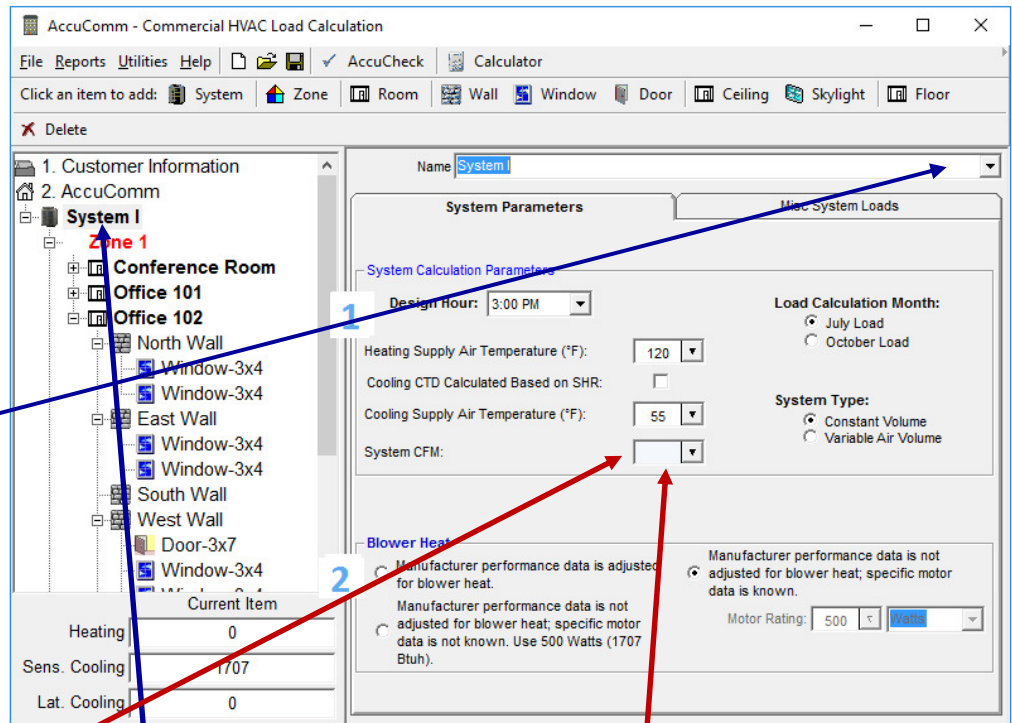 AccuComm - Commercial HVAC Load Calculation
File Reports Utilities Help AccuCheck Calculator
Click an item to add: System Zone Room Wall Window Door Ceiling Skylight Floor
Delete
1. Customer Information
2. AccuComm
System I
Zone 1
Conference Room
Office 101
Office 102
North Wall
Window-3x4
Window-3x4
East Wall
Window-3x4
Window-3x4
South Wall
West Wall
Door-3x7
Window-3x4
Current Item
Heating 0
Sens. Cooling 1707
Lat. Cooling 0
Name System I
System Parameters Misc System Loads
System Calculation Parameters
1
Design Hour: 3:00 PM
Heating Supply Air Temperature (°F): 120
Cooling CTD Calculated Based on SHR:
Cooling Supply Air Temperature (°F): 55
System CFM:
Load Calculation Month:
July Load
October Load
System Type:
Constant Volume
Variable Air Volume
Blower Heat
2
Manufacturer performance data is adjusted
for blower heat.
Manufacturer performance data is not
adjusted for blower heat; specific motor
data is not known. Use 500 Watts (1707
Btuh).
Manufacturer performance data is not
adjusted for blower heat; specific motor
data is known.
Motor Rating: 500 Watts